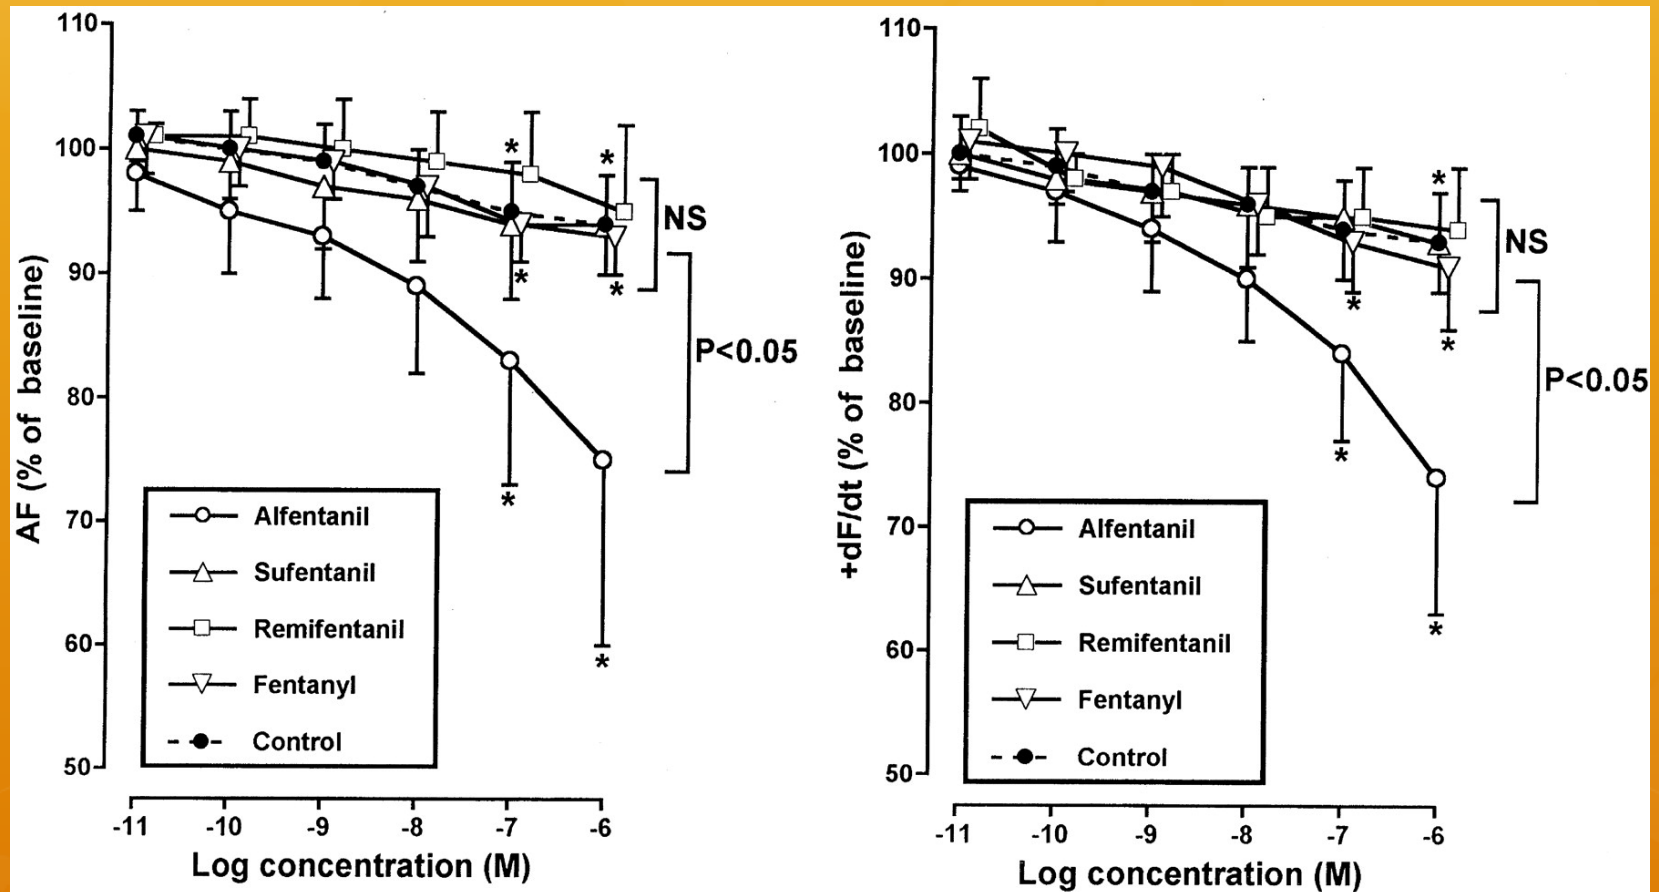 110
100
90
80
70
60
50
AF (% of baseline)
*
*
*
*
*
*
NS
P<0.05
Alfentanil
Sufentanil
Remifentanil
Fentanyl
Control
-11
-10
-9
-8
-7
-6
Log concentration (M)
110
100
90
80
70
60
50
+dF/dt (% of baseline)
*
*
*
*
*
NS
P<0.05
Alfentanil
Sufentanil
Remifentanil
Fentanyl
Control
-11
-10
-9
-8
-7
-6
Log concentration (M)